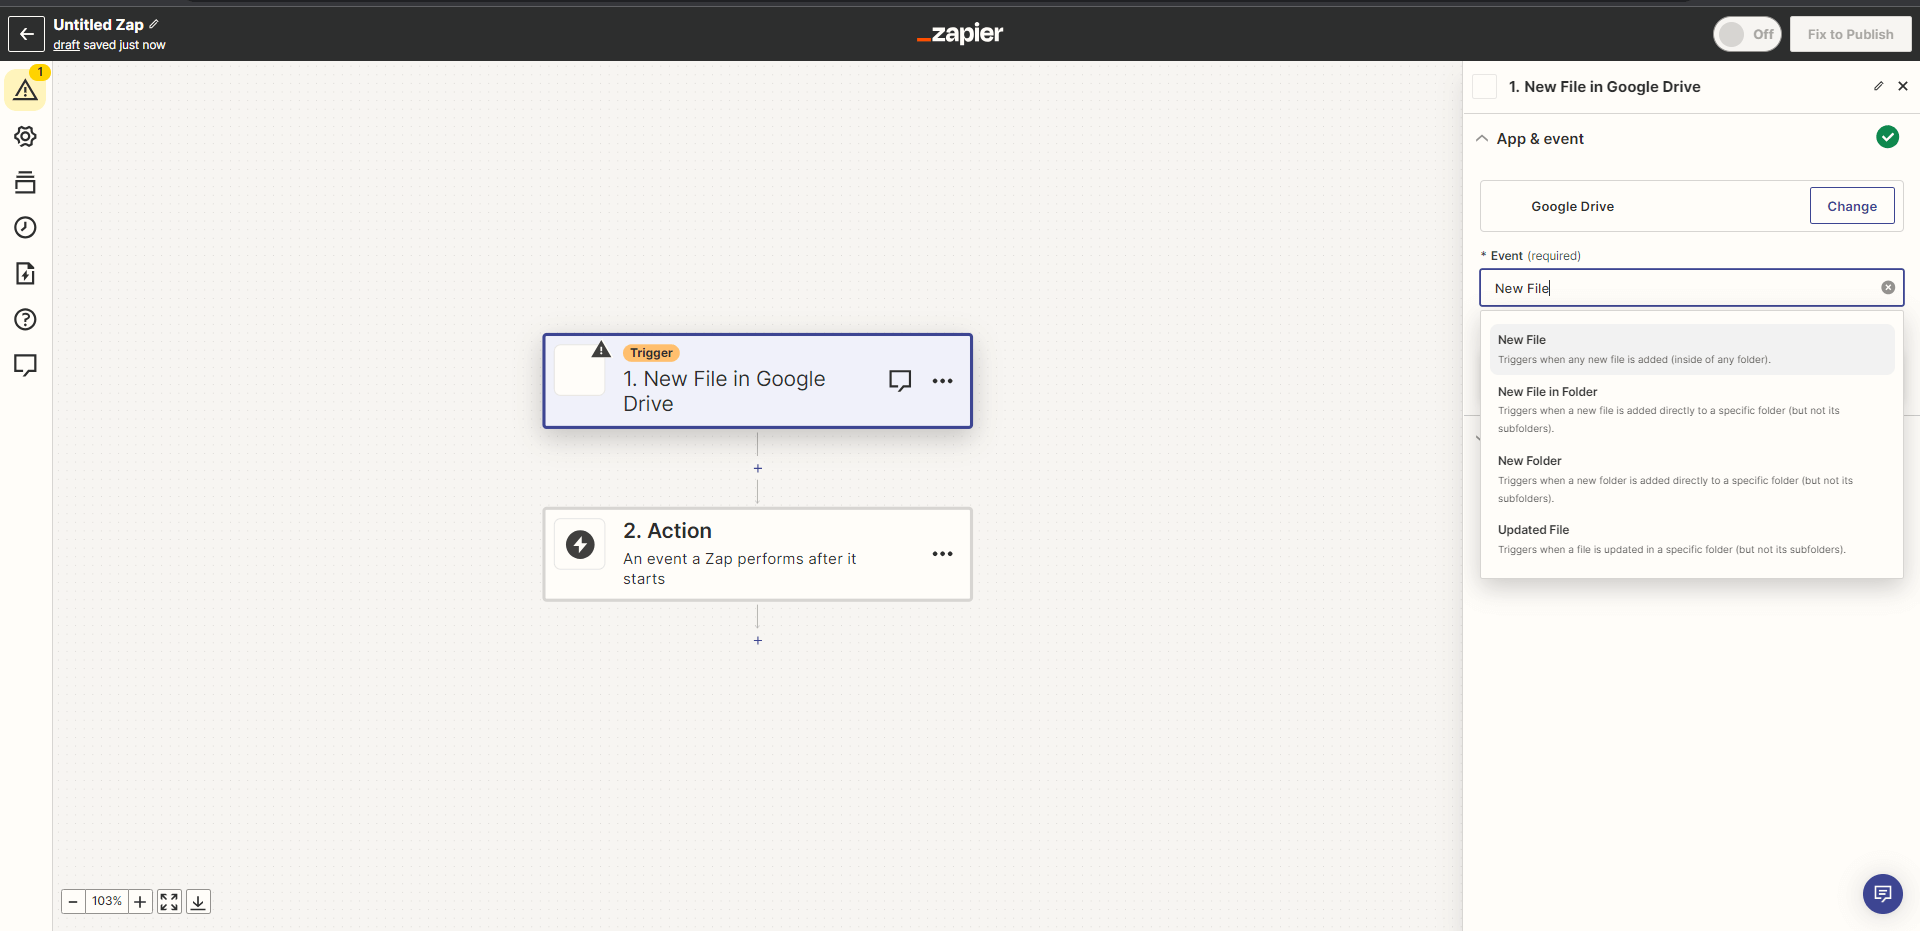 Untitled Zap
draft saved just now
zapier
Off
Fix to Publish
1
1. New File in Google Drive
App & event
Google Drive
Change
* Event (required)
New File
New File
Triggers when any new file is added (inside of any folder).
New File in Folder
Triggers when a new file is added directly to a specific folder (but not its
subfolders).
New Folder
Triggers when a new folder is added directly to a specific folder (but not its
subfolders).
Updated File
Triggers when a file is updated in a specific folder (but not its subfolders).
Trigger
1. New File in Google
Drive
2. Action
An event a Zap performs after it
starts
103%